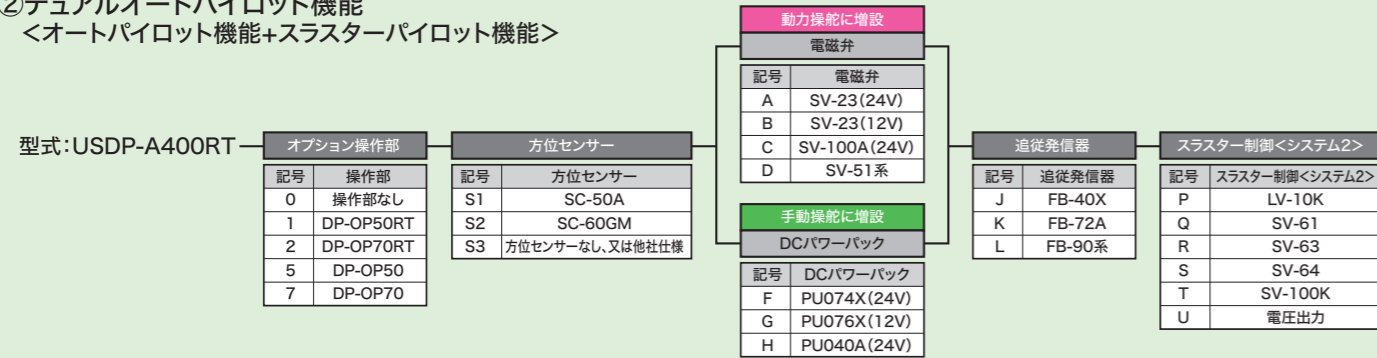 ②デュアルオートパイロット機能
<オートパイロット機能+スラスターパイロット機能>
型式:USDP-A400RT
オプション操作部
記号 操作部
0 操作部なし
1 DP-OP50RT
2 DP-OP70RT
5 DP-OP50
7 DP-OP70
方位センサー
記号 方位センサー
S1 SC-50A
S2 SC-60GM
S3 方位センサーなし、又は他社仕様
動力操舵に増設
電磁弁
記号 電磁弁
A SV-23(24V)
B SV-23(12V)
C SV-100A(24V)
D SV-51系
手動操舵に増設
DCパワーパック
記号 DCパワーパック
F PU074X(24V)
G PU076X(12V)
H PU040A(24V)
追従発信器
記号 追従発信器
J FB-40X
K FB-72A
L FB-90系
スラスター制御<システム2>
記号 スラスター制御<システム2>
P LV-10K
Q SV-61
R SV-63
S SV-64
T SV-100K
U 電圧出力